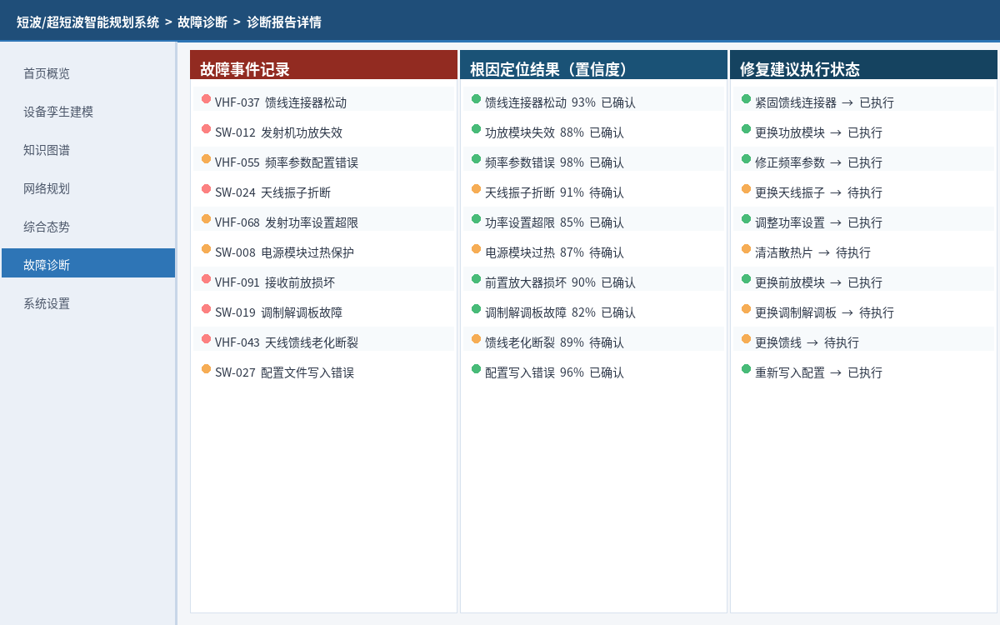 短波/超短波智能规划系统 > 故障诊断 > 诊断报告详情
首页概览
设备孪生建模
知识图谱
网络规划
综合态势
故障诊断
系统设置
故障事件记录
VHF-037 馈线连接器松动
SW-012 发射机功放失效
VHF-055 频率参数配置错误
SW-024 天线振子折断
VHF-068 发射功率设置超限
SW-008 电源模块过热保护
VHF-091 接收前放损坏
SW-019 调制解调板故障
VHF-043 天线馈线老化断裂
SW-027 配置文件写入错误
根因定位结果（置信度）
馈线连接器松动 93% 已确认
功放模块失效 88% 已确认
频率参数错误 98% 已确认
天线振子折断 91% 待确认
功率设置超限 85% 已确认
电源模块过热 87% 待确认
前置放大器损坏 90% 已确认
调制解调板故障 82% 已确认
馈线老化断裂 89% 待确认
配置写入错误 96% 已确认
修复建议执行状态
紧固馈线连接器 → 已执行
更换功放模块 → 已执行
修正频率参数 → 已执行
更换天线振子 → 待执行
调整功率设置 → 已执行
清洁散热片 → 待执行
更换前放模块 → 已执行
更换调制解调板 → 待执行
更换馈线 → 待执行
重新写入配置 → 已执行